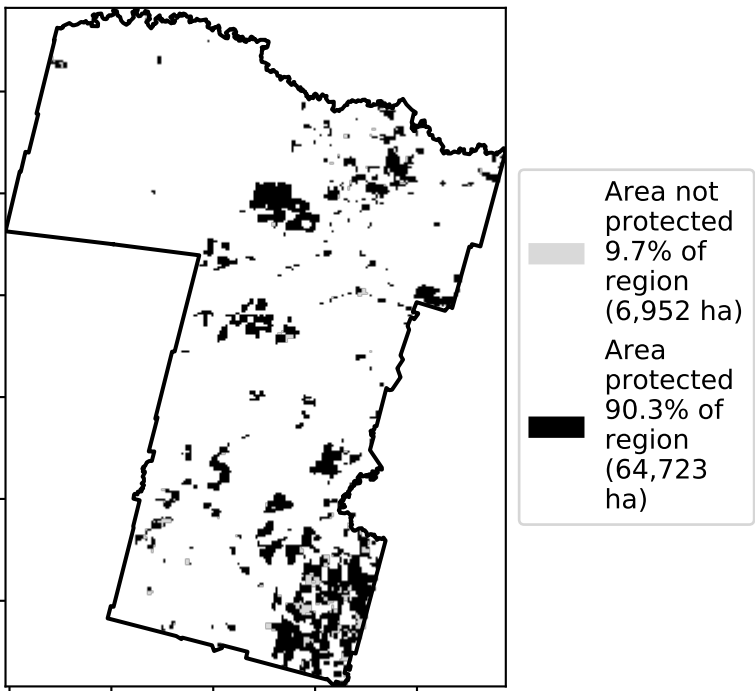 Area not
protected
9.7% of
region
(6,952 ha)
Area
protected
90.3% of
region
(64,723
ha)